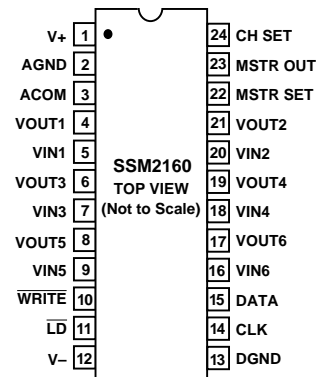 V+ 1 24 CH SET
AGND 2 23 MSTR OUT
ACOM 3 22 MSTR SET
VOUT1 4 21 VOUT2
VIN1 5 20 VIN2
SSM2160
VOUT3 6 19 VOUT4
TOP VIEW
VIN3 7 18 VIN4
(Not to Scale)
VOUT5 8 17 VOUT6
VIN5 9 16 VIN6
WRITE 10 15 DATA
LD 11 14 CLK
V– 12 13 DGND